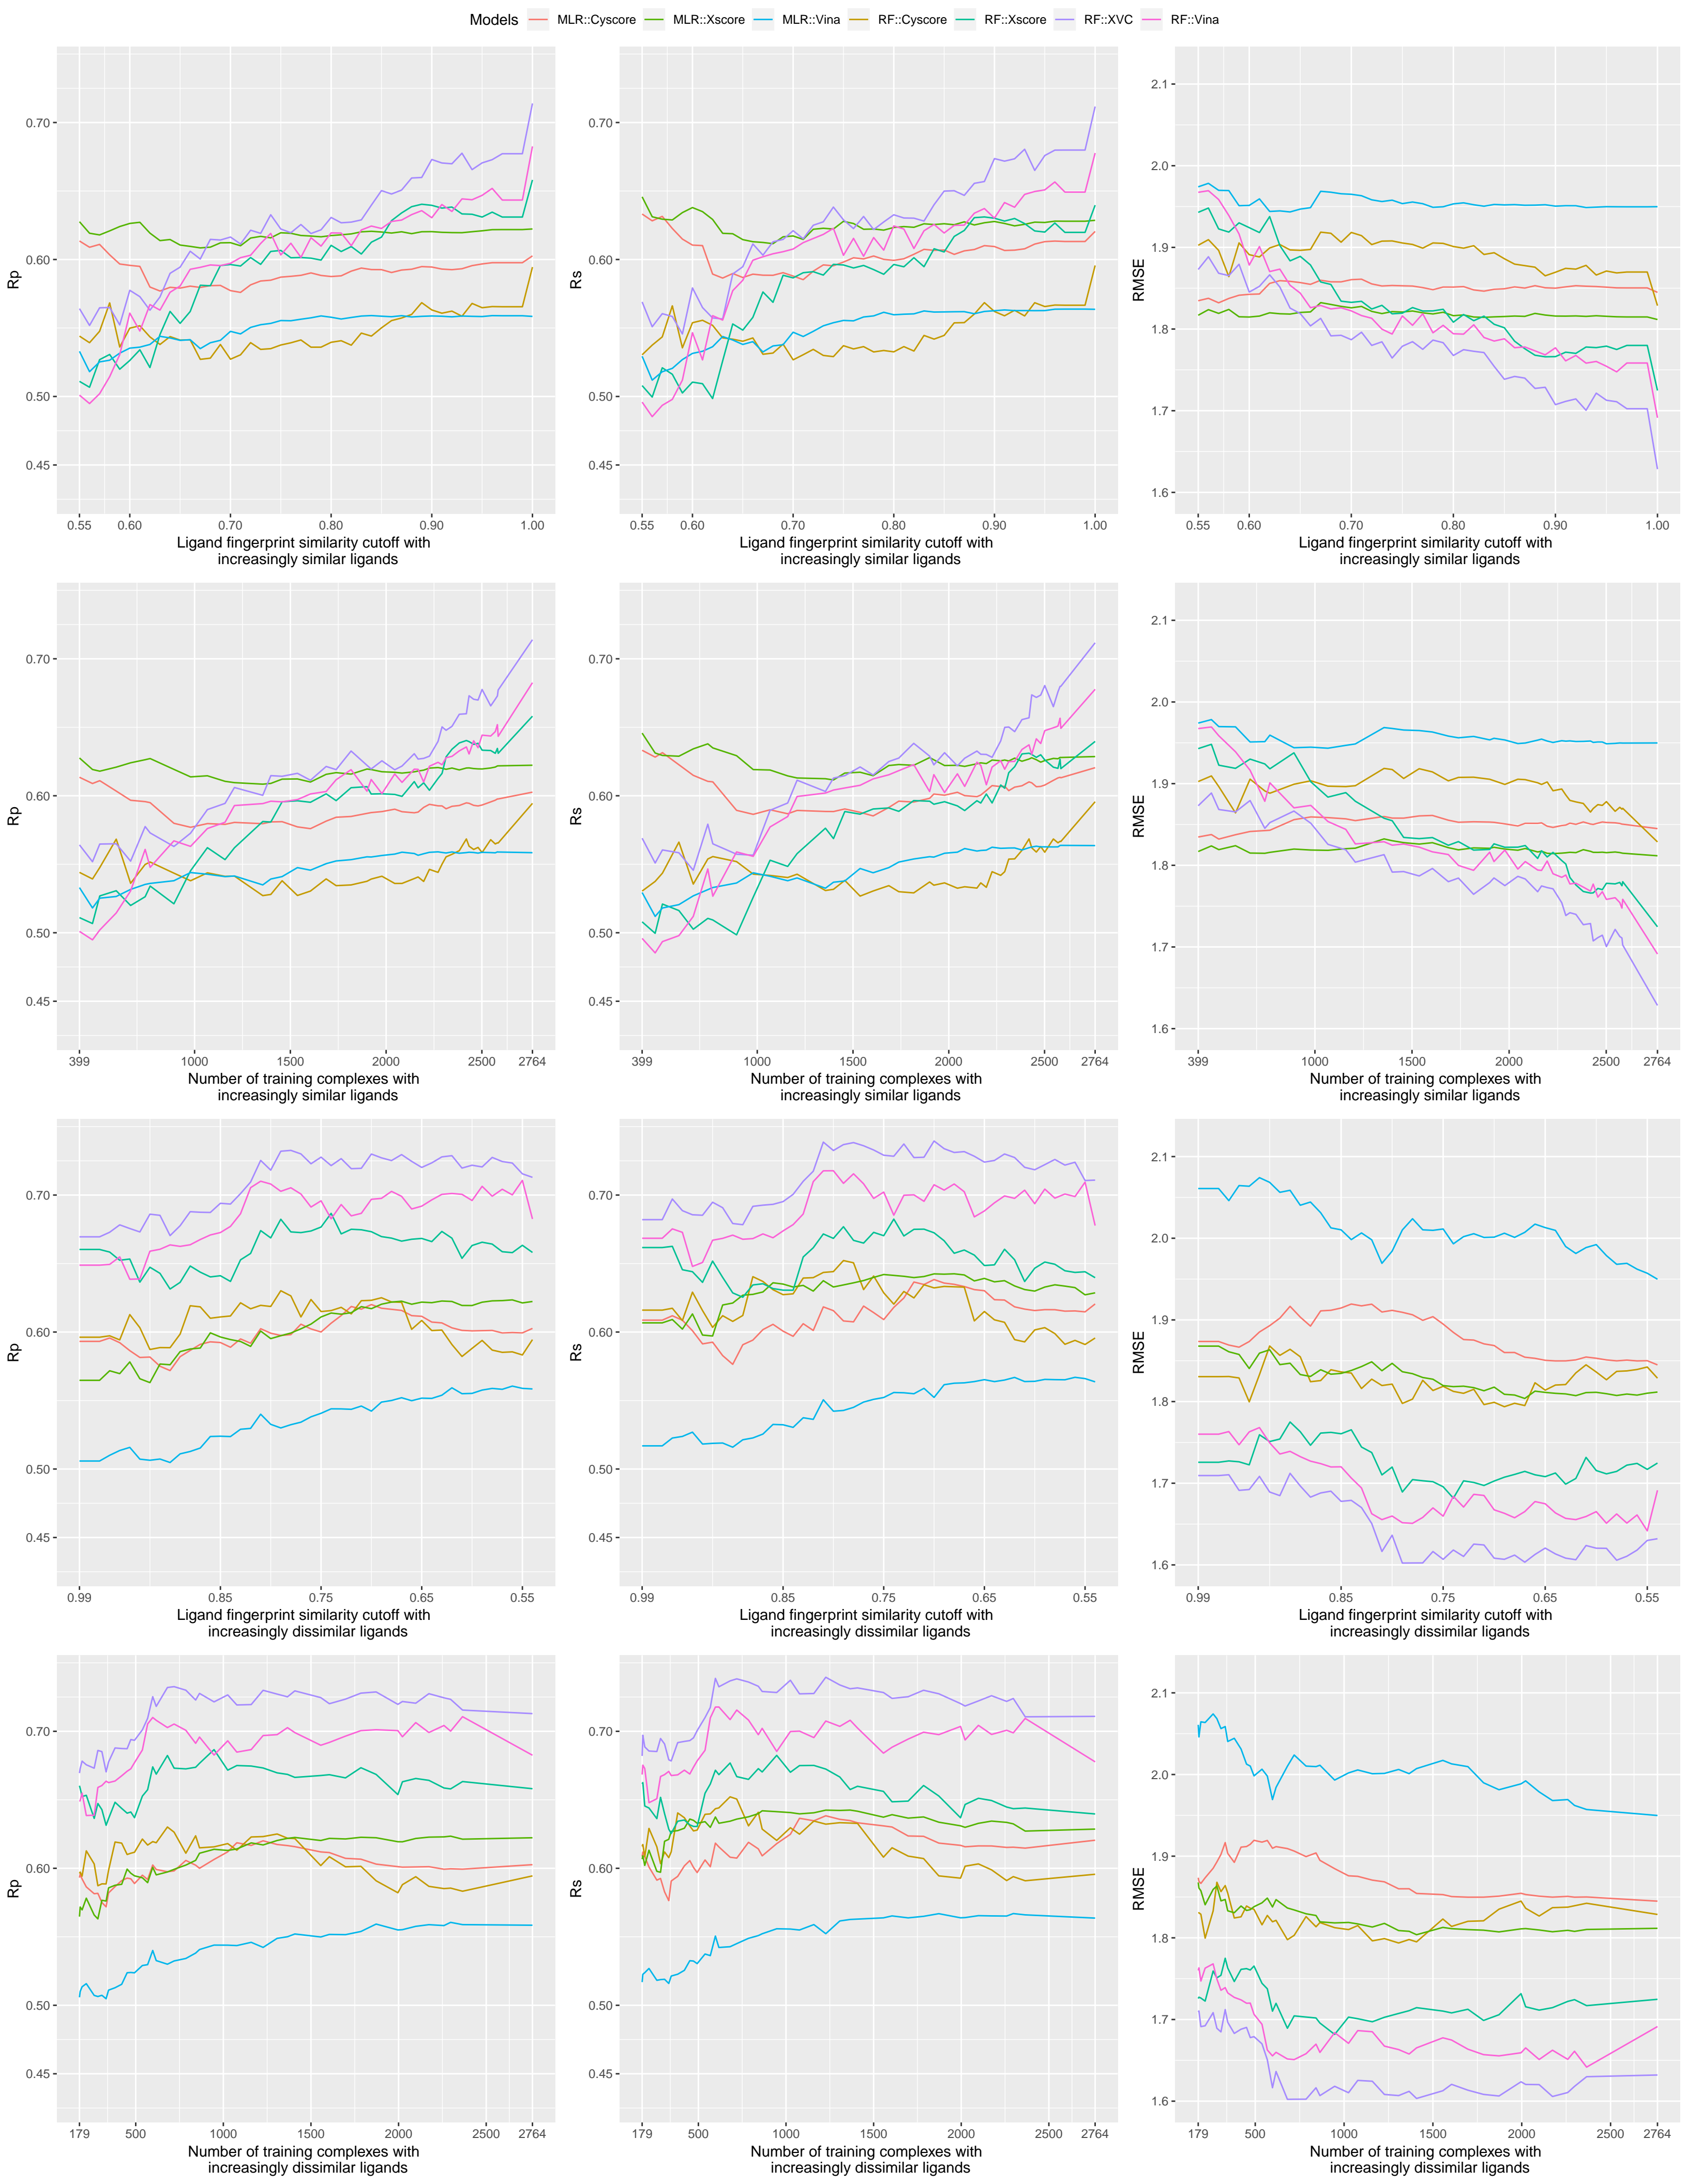 Models MLR::Cyscore MLR::Xscore MLR::Vina RF::Cyscore RF::Xscore RF::XVC RF::Vina
Rp
0.70
0.60
0.50
0.45
0.55 0.60 0.70 0.80 0.90 1.00
Ligand fingerprint similarity cutoff with
increasingly similar ligands
Rs
0.70
0.60
0.50
0.45
0.55 0.60 0.70 0.80 0.90 1.00
Ligand fingerprint similarity cutoff with
increasingly similar ligands
RMSE
2.1
2.0
1.9
1.8
1.7
1.6
0.55 0.60 0.70 0.80 0.90 1.00
Ligand fingerprint similarity cutoff with
increasingly similar ligands
Rp
0.70
0.60
0.50
0.45
399 1000 1500 2000 2500 2764
Number of training complexes with
increasingly similar ligands
Rs
0.70
0.60
0.50
0.45
399 1000 1500 2000 2500 2764
Number of training complexes with
increasingly similar ligands
RMSE
2.1
2.0
1.9
1.8
1.7
1.6
399 1000 1500 2000 2500 2764
Number of training complexes with
increasingly similar ligands
Rp
0.70
0.60
0.50
0.45
0.99 0.85 0.75 0.65 0.55
Ligand fingerprint similarity cutoff with
increasingly dissimilar ligands
Rs
0.70
0.60
0.50
0.45
0.99 0.85 0.75 0.65 0.55
Ligand fingerprint similarity cutoff with
increasingly dissimilar ligands
RMSE
2.1
2.0
1.9
1.8
1.7
1.6
0.99 0.85 0.75 0.65 0.55
Ligand fingerprint similarity cutoff with
increasingly dissimilar ligands
Rp
0.70
0.60
0.50
0.45
179 500 1000 1500 2000 2500 2764
Number of training complexes with
increasingly dissimilar ligands
Rs
0.70
0.60
0.50
0.45
179 500 1000 1500 2000 2500 2764
Number of training complexes with
increasingly dissimilar ligands
RMSE
2.1
2.0
1.9
1.8
1.7
1.6
179 500 1000 1500 2000 2500 2764
Number of training complexes with
increasingly dissimilar ligands